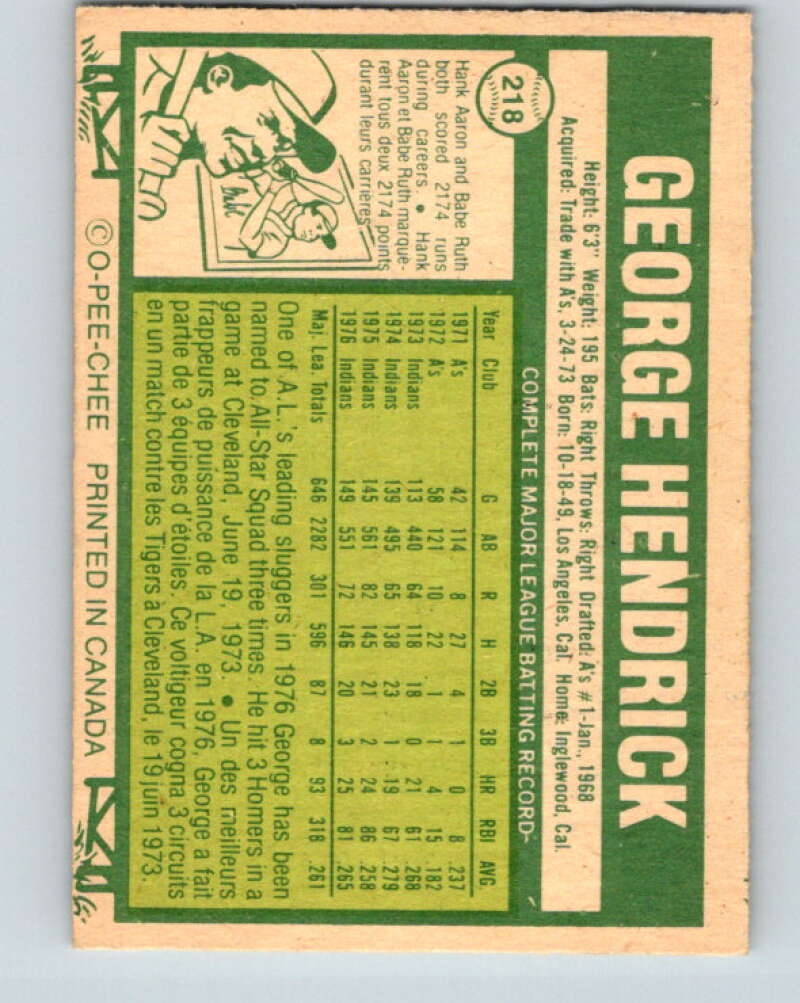 218
GEORGE HENDRICK
Height: 6'3" Weight: 195 Bats: Right Throws: Right Drafted: A's #1-Jan., 1968
Acquired: Trade with A's, 3-24-73 Born: 10-18-49, Los Angeles, Cal. Home: Inglewood, Cal.
COMPLETE MAJOR LEAGUE BATTING RECORD
Year Club G AB R H 2B 3B HR RBI AVG
1971 A's 42 114 8 27 4 1 0 8 .237
1972 A's 58 121 10 22 1 1 4 15 .182
1973 Indians 113 440 64 118 18 0 21 61 .268
1974 Indians 139 495 65 138 23 1 19 67 .279
1975 Indians 145 561 82 145 21 2 24 86 .258
1976 Indians 149 551 72 146 20 3 25 81 .265
Maj. Lea. Totals 646 2282 301 596 87 8 93 318 .261
One of A.L.'s leading sluggers in 1976 George has been
named to All-Star Squad three times. He hit 3 Homers in a
game at Cleveland, June 19, 1973. • Un des meilleurs
frappeurs de puissance de la L.A. en 1976, George a fait
partie de 3 équipes d'étoiles. Ce voltigeur cogna 3 circuits
en un match contre les Tigers à Cleveland, le 19 juin 1973.
Hank Aaron and Babe Ruth
both scored 2174 runs
during careers. • Hank
Aaron et Babe Ruth marquè-
rent tous deux 2174 points
durant leurs carrières
Babe
© O-PEE-CHEE PRINTED IN CANADA